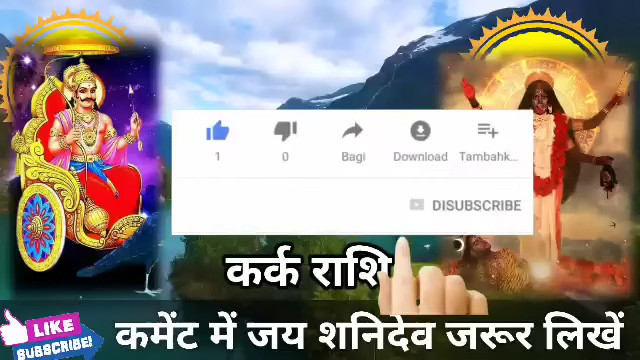 1 0 Bagi Download Tambahk...
DISUBSCRIBE
कर्क राशि
LIKE
SUBSCRIBE!
कमेंट में जय शनिदेव जरूर लिखें